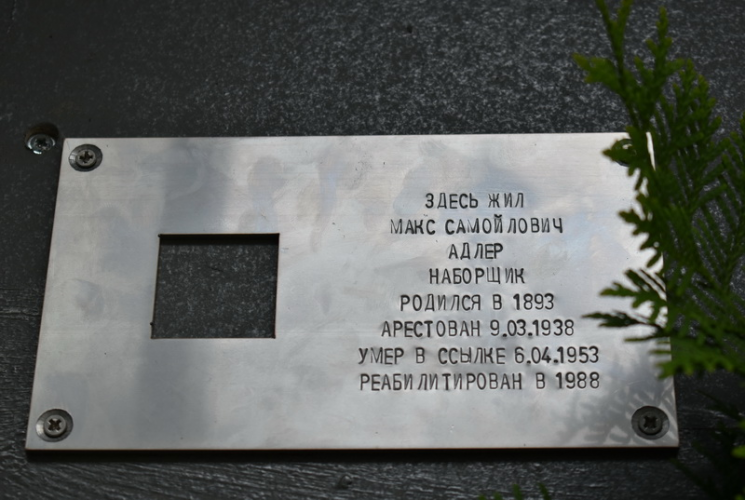 ЗДЕСЬ ЖИЛ
МАКС САМОЙЛОВИЧ
АДЛЕР
НАБОРЩИК
РОДИЛСЯ В 1893
АРЕСТОВАН 9.03.1938
УМЕР В ССЫЛКЕ 6.04.1953
РЕАБИЛИТИРОВАН В 1988